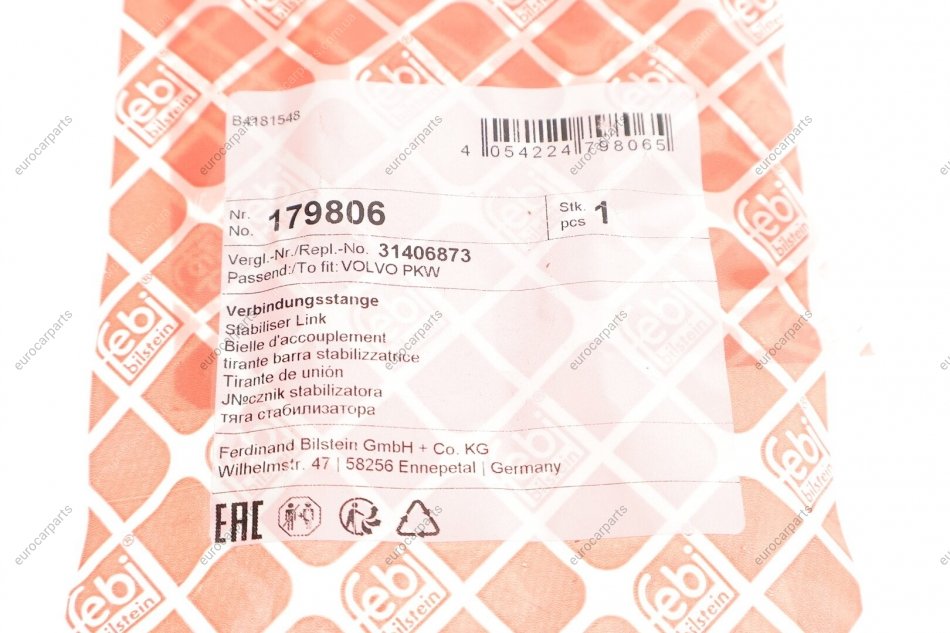 B4181548
4 054224 798065
Nr.
No. 179806
Stk.
pcs 1
Vergl.-Nr./Repl.-No. 31406873
Passend:/To fit: VOLVO PKW
Verbindungsstange
Stabiliser Link
Bielle d'accouplement
tirante barra stabilizzatrice
Tirante de unión
JNºcznik stabilizatora
тяга стабилизатора
Ferdinand Bilstein GmbH + Co. KG
Wilhelmstr. 47 | 58256 Ennepetal | Germany
EAC
febi
bilstein
eurocarparts